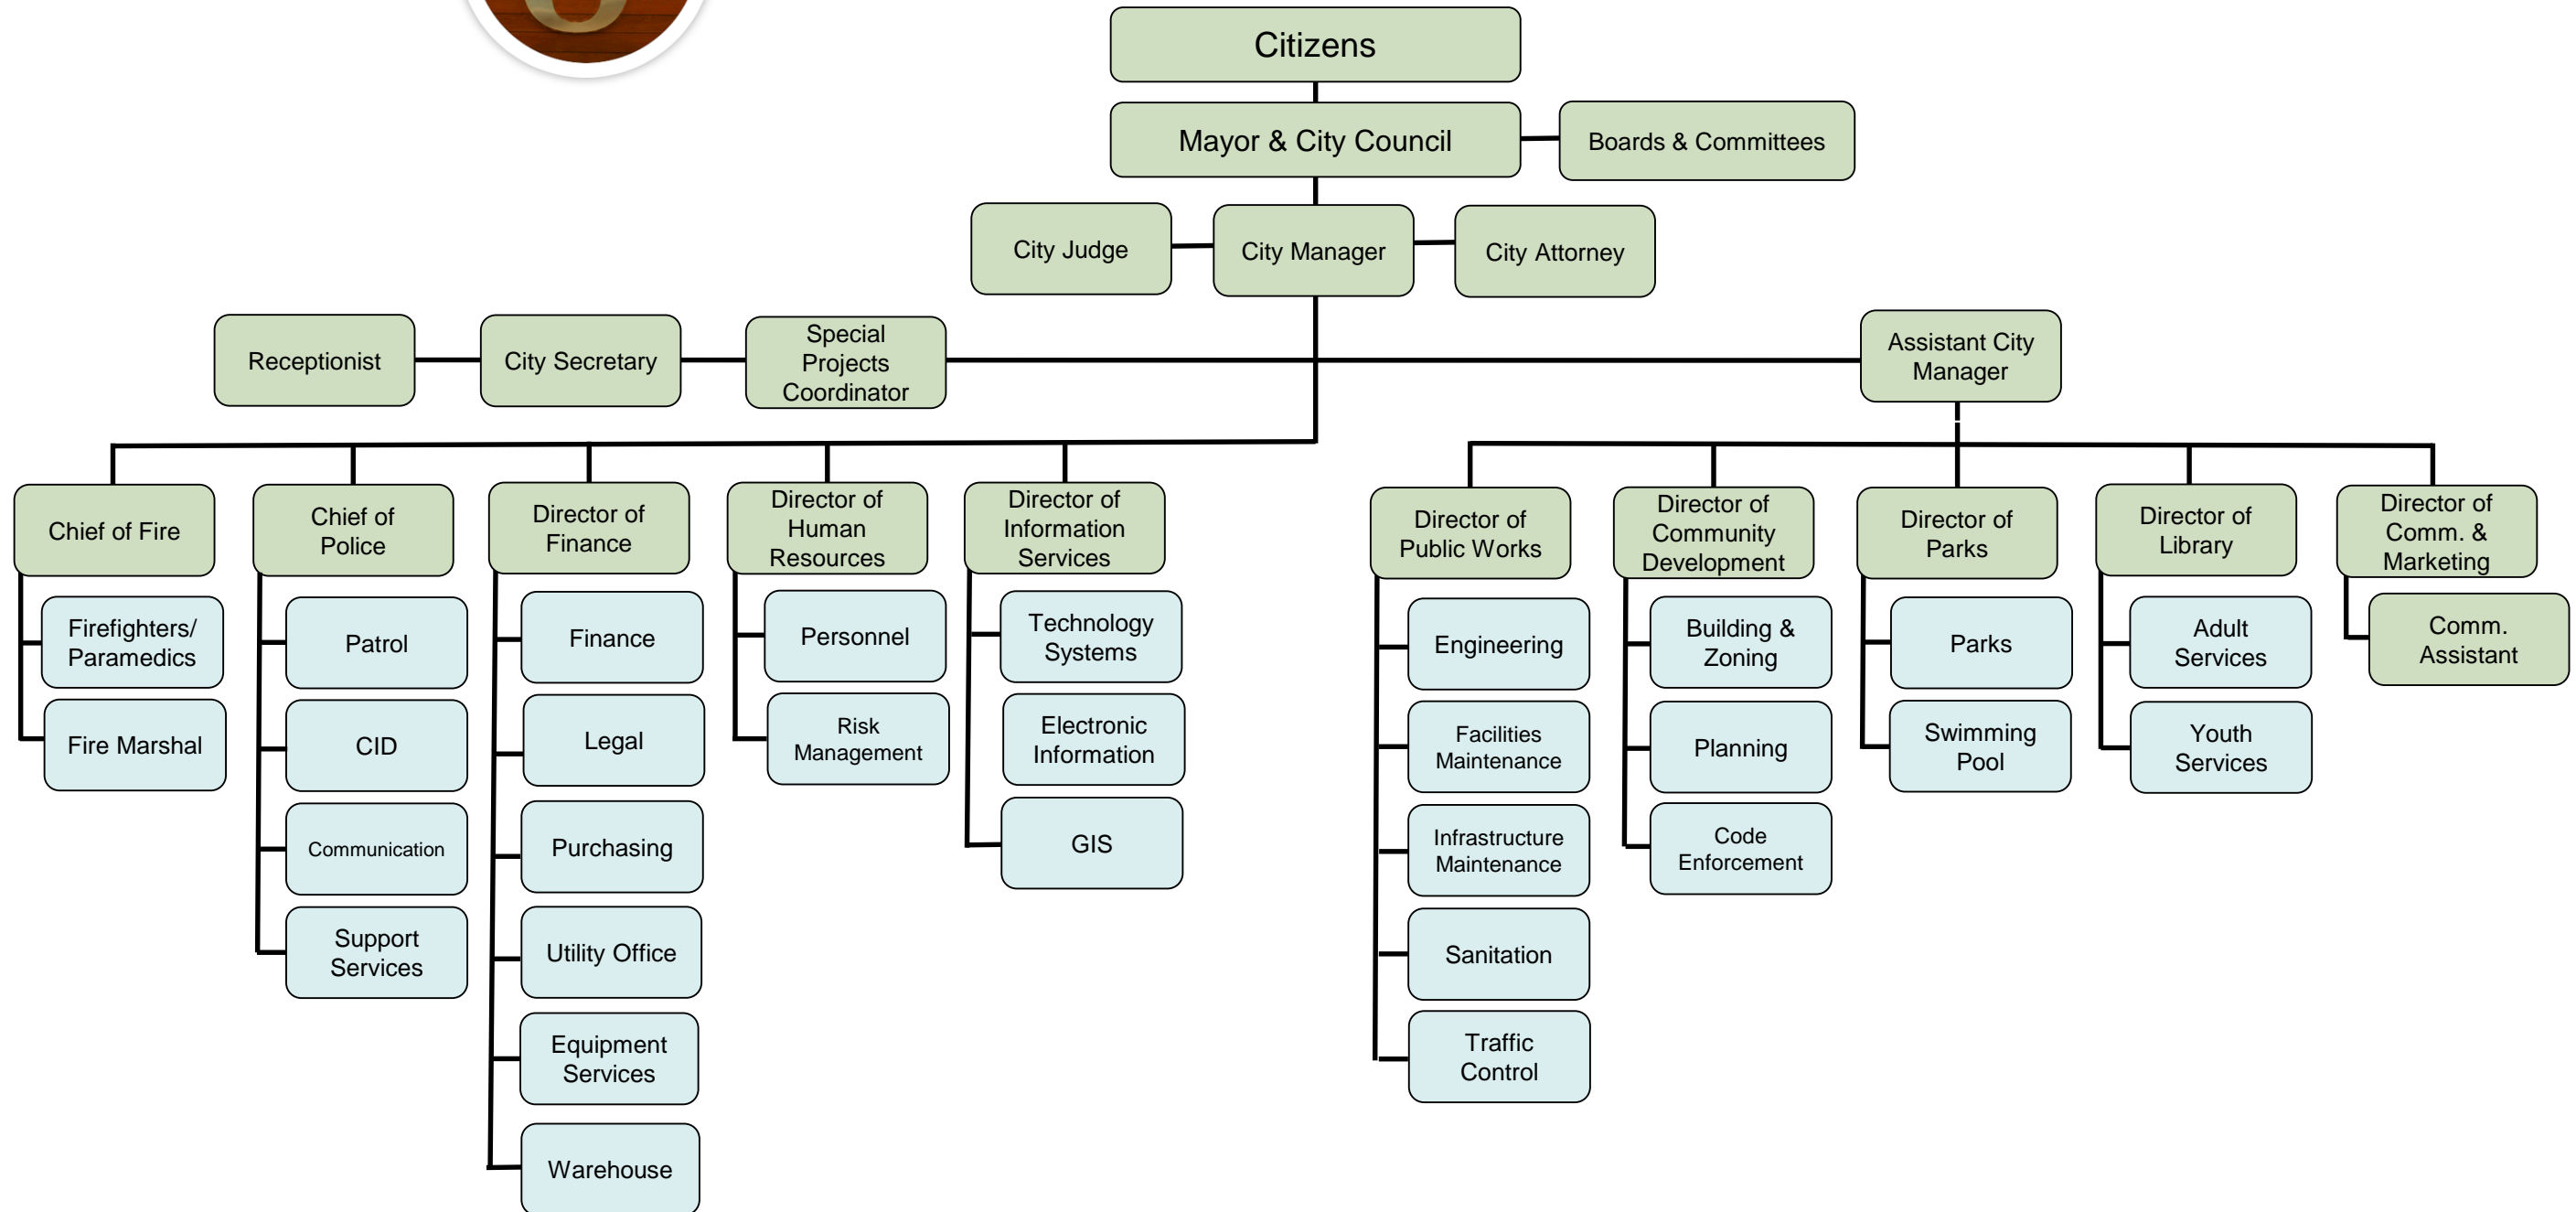 Citizens
Mayor & City Council
Boards & Committees
City Judge
City Manager
City Attorney
Receptionist
City Secretary
Special
Projects
Coordinator
Assistant City
Manager
Chief of Fire
Chief of
Police
Director of
Finance
Director of
Human
Resources
Director of
Information
Services
Director of
Public Works
Director of
Community
Development
Director of
Parks
Director of
Library
Director of
Comm. &
Marketing
Firefighters/
Paramedics
Fire Marshal
Patrol
CID
Communication
Support
Services
Finance
Legal
Purchasing
Utility Office
Equipment
Services
Warehouse
Personnel
Risk
Management
Technology
Systems
Electronic
Information
GIS
Engineering
Facilities
Maintenance
Infrastructure
Maintenance
Sanitation
Traffic
Control
Building &
Zoning
Planning
Code
Enforcement
Parks
Swimming
Pool
Adult
Services
Youth
Services
Comm.
Assistant